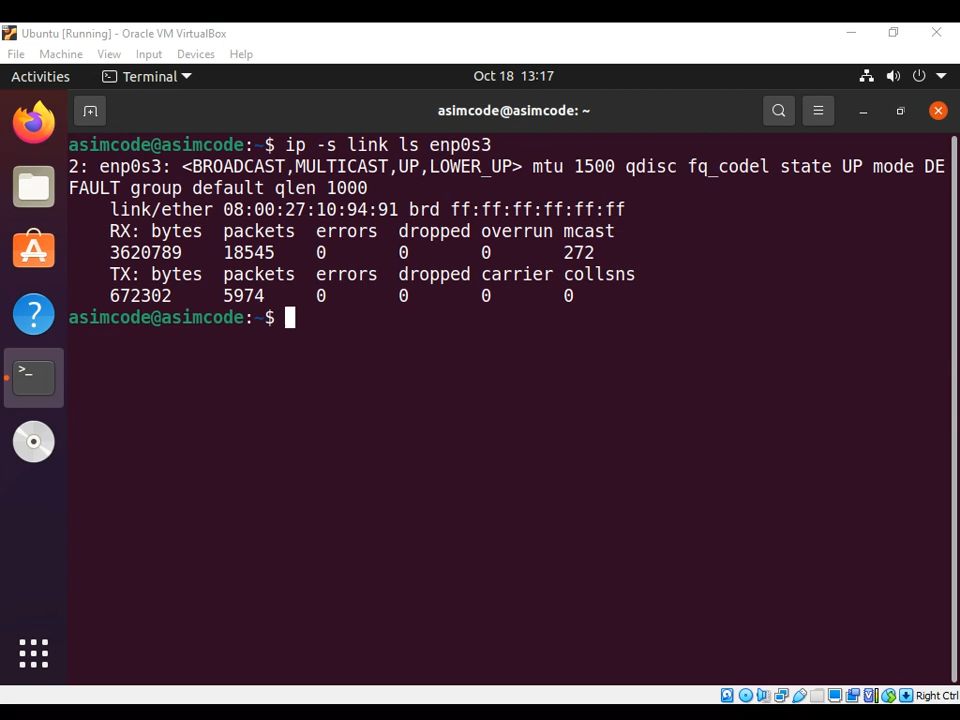 Ubuntu [Running] - Oracle VM VirtualBox
File Machine View Input Devices Help
Activities Terminal Oct 18 13:17
asimcode@asimcode: ~
asimcode@asimcode:~$ ip -s link ls enp0s3
2: enp0s3: <BROADCAST,MULTICAST,UP,LOWER_UP> mtu 1500 qdisc fq_codel state UP mode DE
FAULT group default qlen 1000
    link/ether 08:00:27:10:94:91 brd ff:ff:ff:ff:ff:ff
    RX: bytes  packets  errors  dropped overrun mcast
    3620789    18545    0       0       0       272
    TX: bytes  packets  errors  dropped carrier collsns
    672302     5974     0       0       0       0
asimcode@asimcode:~$
Right Ctrl